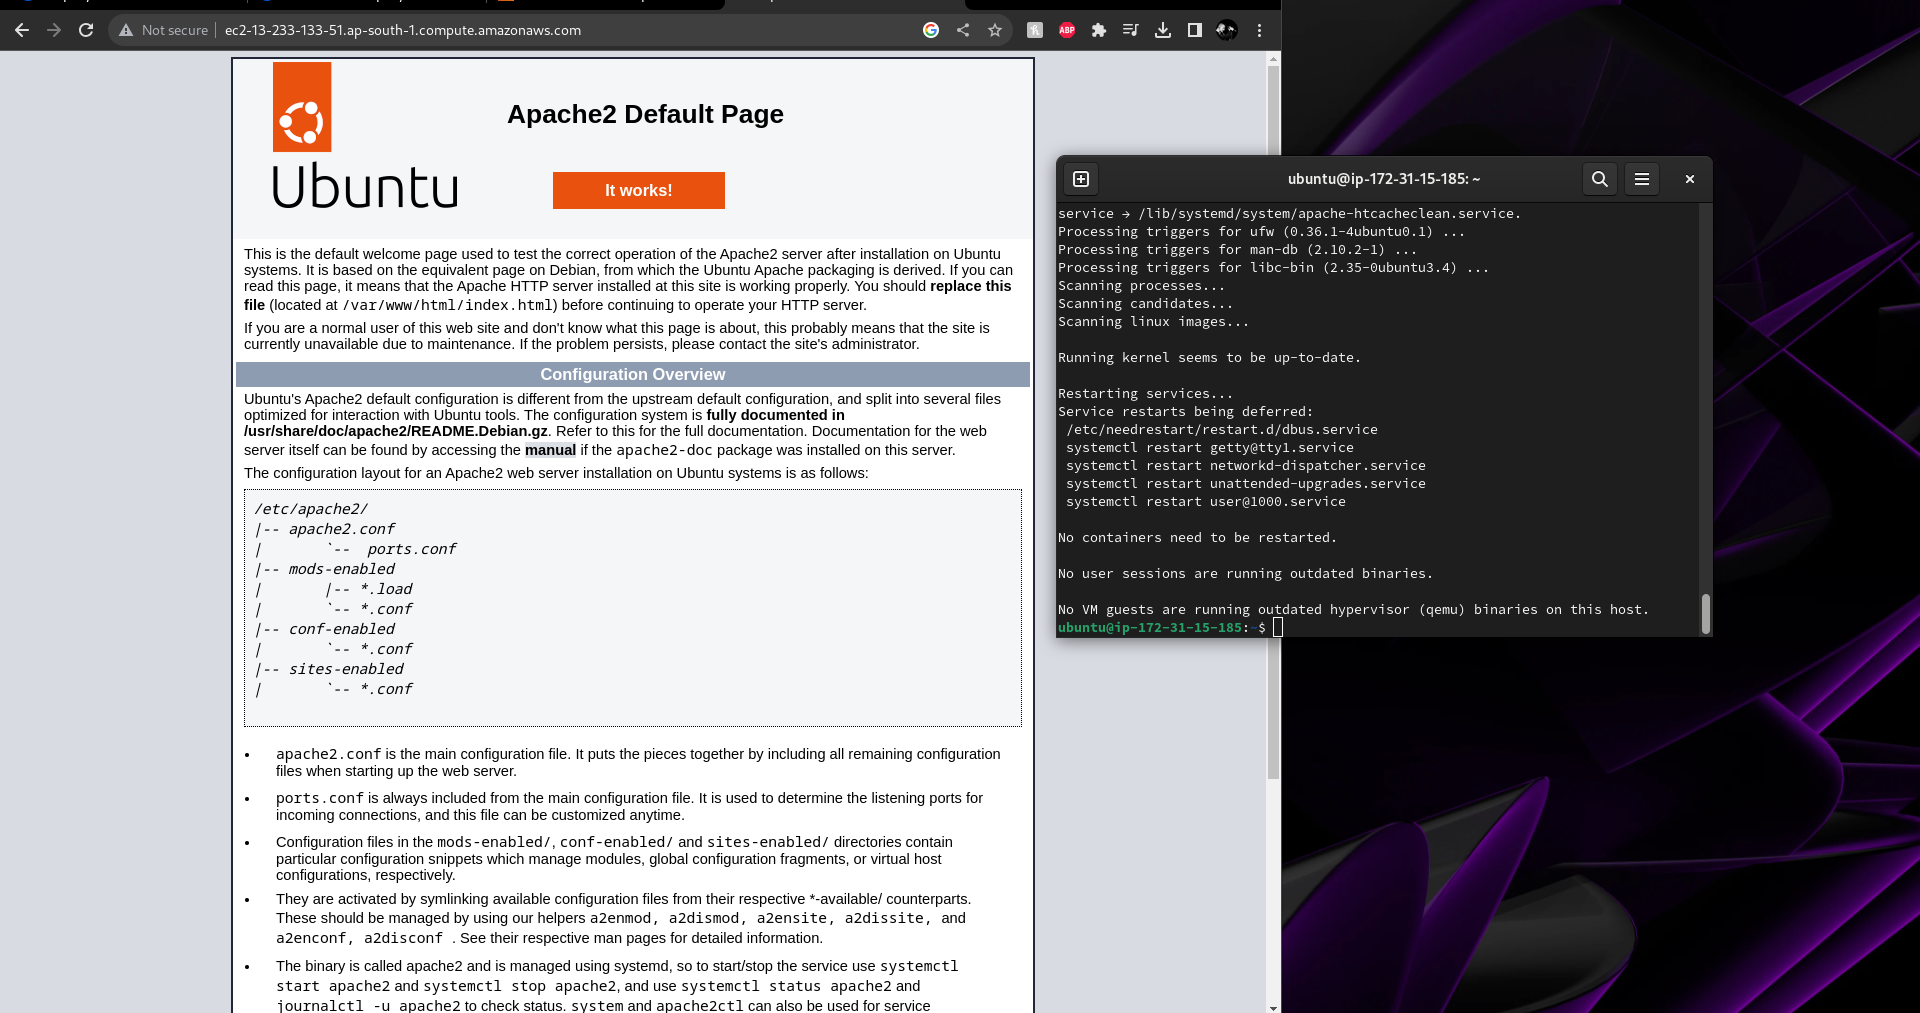 Not secure
ec2-13-233-133-51.ap-south-1.compute.amazonaws.com
ABP
Apache2 Default Page
Ubuntu
It works!
This is the default welcome page used to test the correct operation of the Apache2 server after installation on Ubuntu
systems. It is based on the equivalent page on Debian, from which the Ubuntu Apache packaging is derived. If you can
read this page, it means that the Apache HTTP server installed at this site is working properly. You should replace this
file (located at /var/www/html/index.html) before continuing to operate your HTTP server.
If you are a normal user of this web site and don't know what this page is about, this probably means that the site is
currently unavailable due to maintenance. If the problem persists, please contact the site's administrator.
Configuration Overview
Ubuntu's Apache2 default configuration is different from the upstream default configuration, and split into several files
optimized for interaction with Ubuntu tools. The configuration system is fully documented in
/usr/share/doc/apache2/README.Debian.gz. Refer to this for the full documentation. Documentation for the web
server itself can be found by accessing the manual if the apache2-doc package was installed on this server.
The configuration layout for an Apache2 web server installation on Ubuntu systems is as follows:
/etc/apache2/
|-- apache2.conf
|       `--  ports.conf
|-- mods-enabled
|       |-- *.load
|       `-- *.conf
|-- conf-enabled
|       `-- *.conf
|-- sites-enabled
|       `-- *.conf
• apache2.conf is the main configuration file. It puts the pieces together by including all remaining configuration
files when starting up the web server.
• ports.conf is always included from the main configuration file. It is used to determine the listening ports for
incoming connections, and this file can be customized anytime.
• Configuration files in the mods-enabled/, conf-enabled/ and sites-enabled/ directories contain
particular configuration snippets which manage modules, global configuration fragments, or virtual host
configurations, respectively.
• They are activated by symlinking available configuration files from their respective *-available/ counterparts.
These should be managed by using our helpers a2enmod, a2dismod, a2ensite, a2dissite, and
a2enconf, a2disconf . See their respective man pages for detailed information.
• The binary is called apache2 and is managed using systemd, so to start/stop the service use systemctl
start apache2 and systemctl stop apache2, and use systemctl status apache2 and
journalctl -u apache2 to check status. system and apache2ctl can also be used for service
ubuntu@ip-172-31-15-185: ~
service → /lib/systemd/system/apache-htcacheclean.service.
Processing triggers for ufw (0.36.1-4ubuntu0.1) ...
Processing triggers for man-db (2.10.2-1) ...
Processing triggers for libc-bin (2.35-0ubuntu3.4) ...
Scanning processes...
Scanning candidates...
Scanning linux images...
Running kernel seems to be up-to-date.
Restarting services...
Service restarts being deferred:
 /etc/needrestart/restart.d/dbus.service
 systemctl restart getty@tty1.service
 systemctl restart networkd-dispatcher.service
 systemctl restart unattended-upgrades.service
 systemctl restart user@1000.service
No containers need to be restarted.
No user sessions are running outdated binaries.
No VM guests are running outdated hypervisor (qemu) binaries on this host.
ubuntu@ip-172-31-15-185:~$